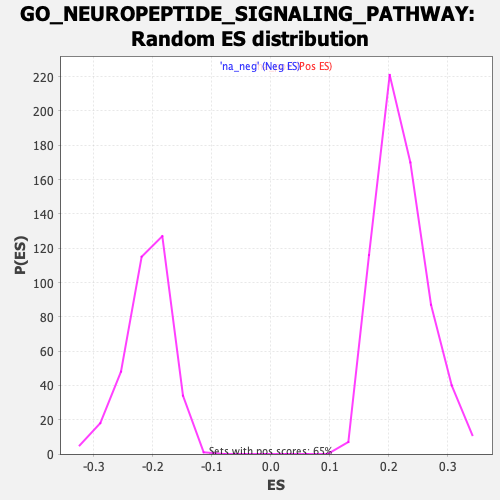 GO_NEUROPEPTIDE_SIGNALING_PATHWAY:
Random ES distribution
'na_neg' (Neg ES) Pos ES)
220
200
180
160
140
120
100
80
60
40
20
0
P(ES)
Sets with pos scores: 65%
-0.3 -0.2 -0.1 0.0 0.1 0.2 0.3
ES